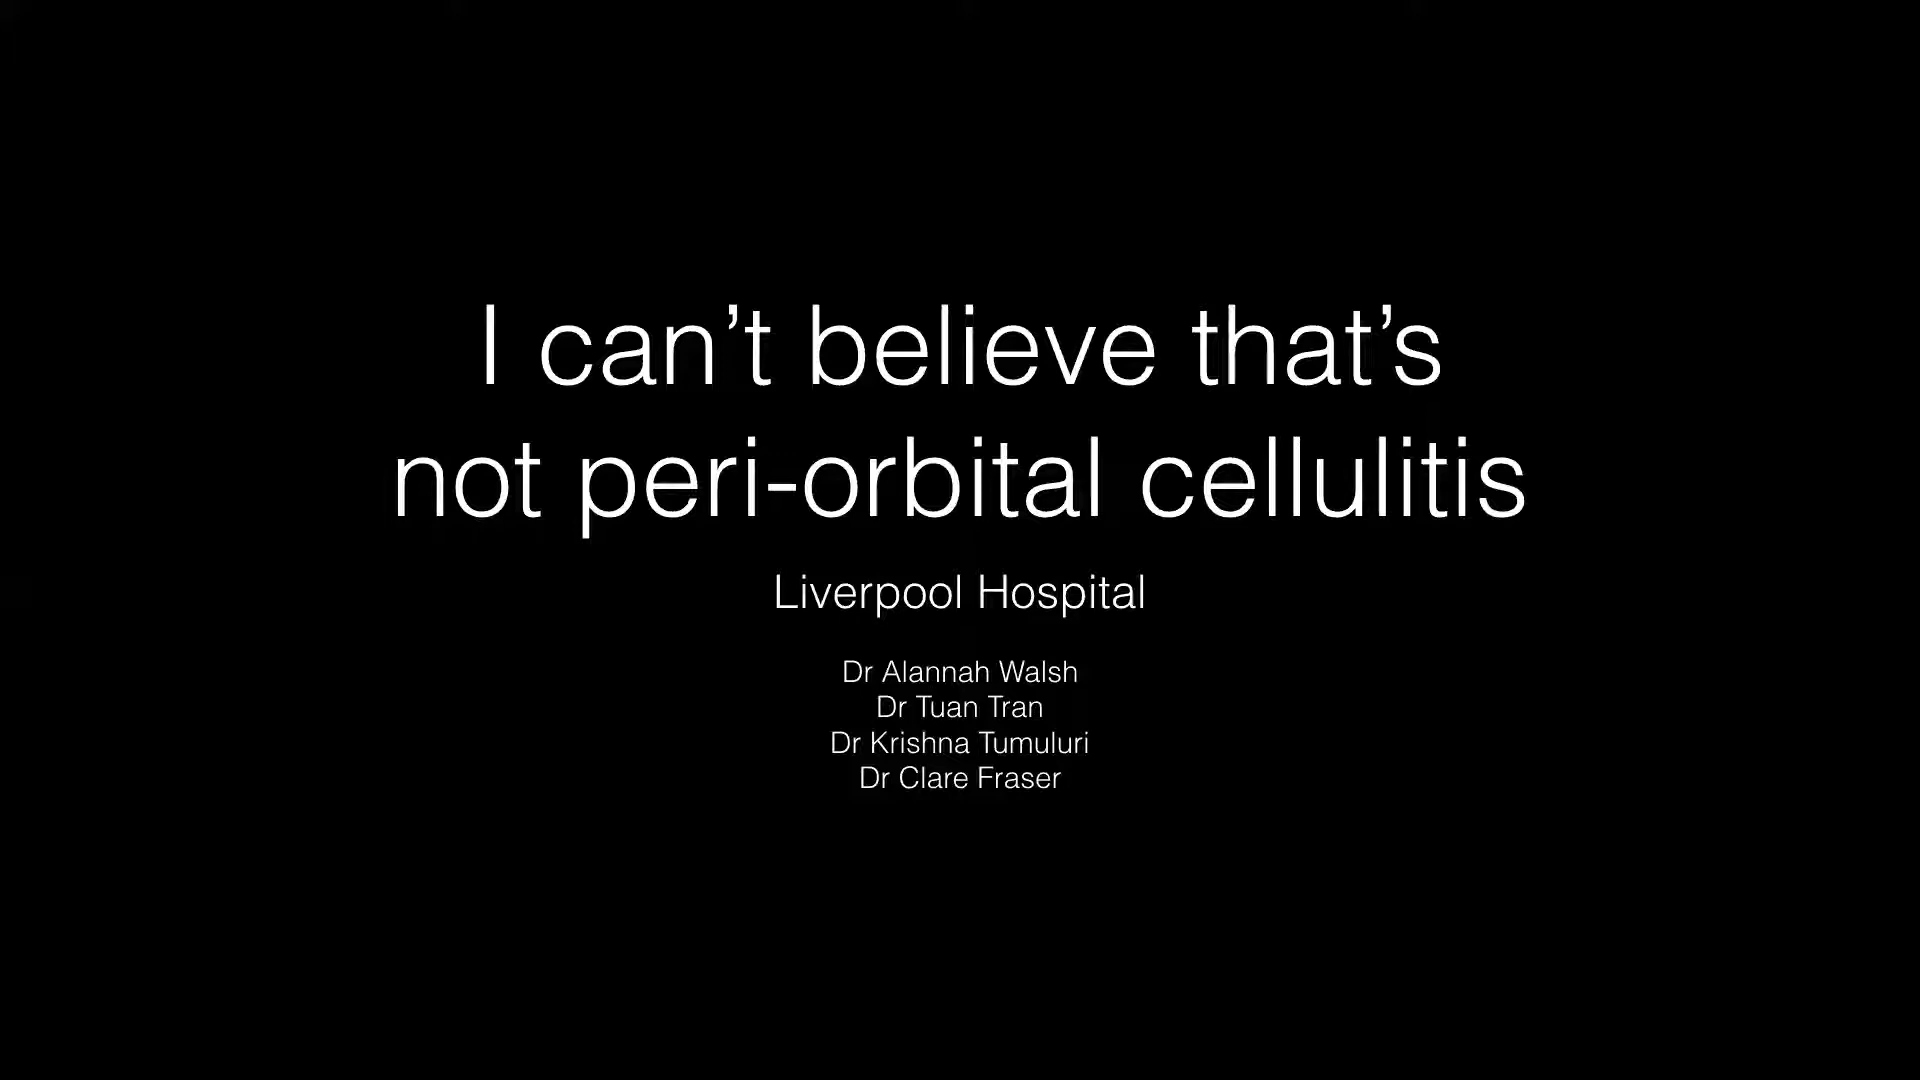 I can’t believe that’s
not peri-orbital cellulitis
Liverpool Hospital
Dr Alannah Walsh
Dr Tuan Tran
Dr Krishna Tumuluri
Dr Clare Fraser